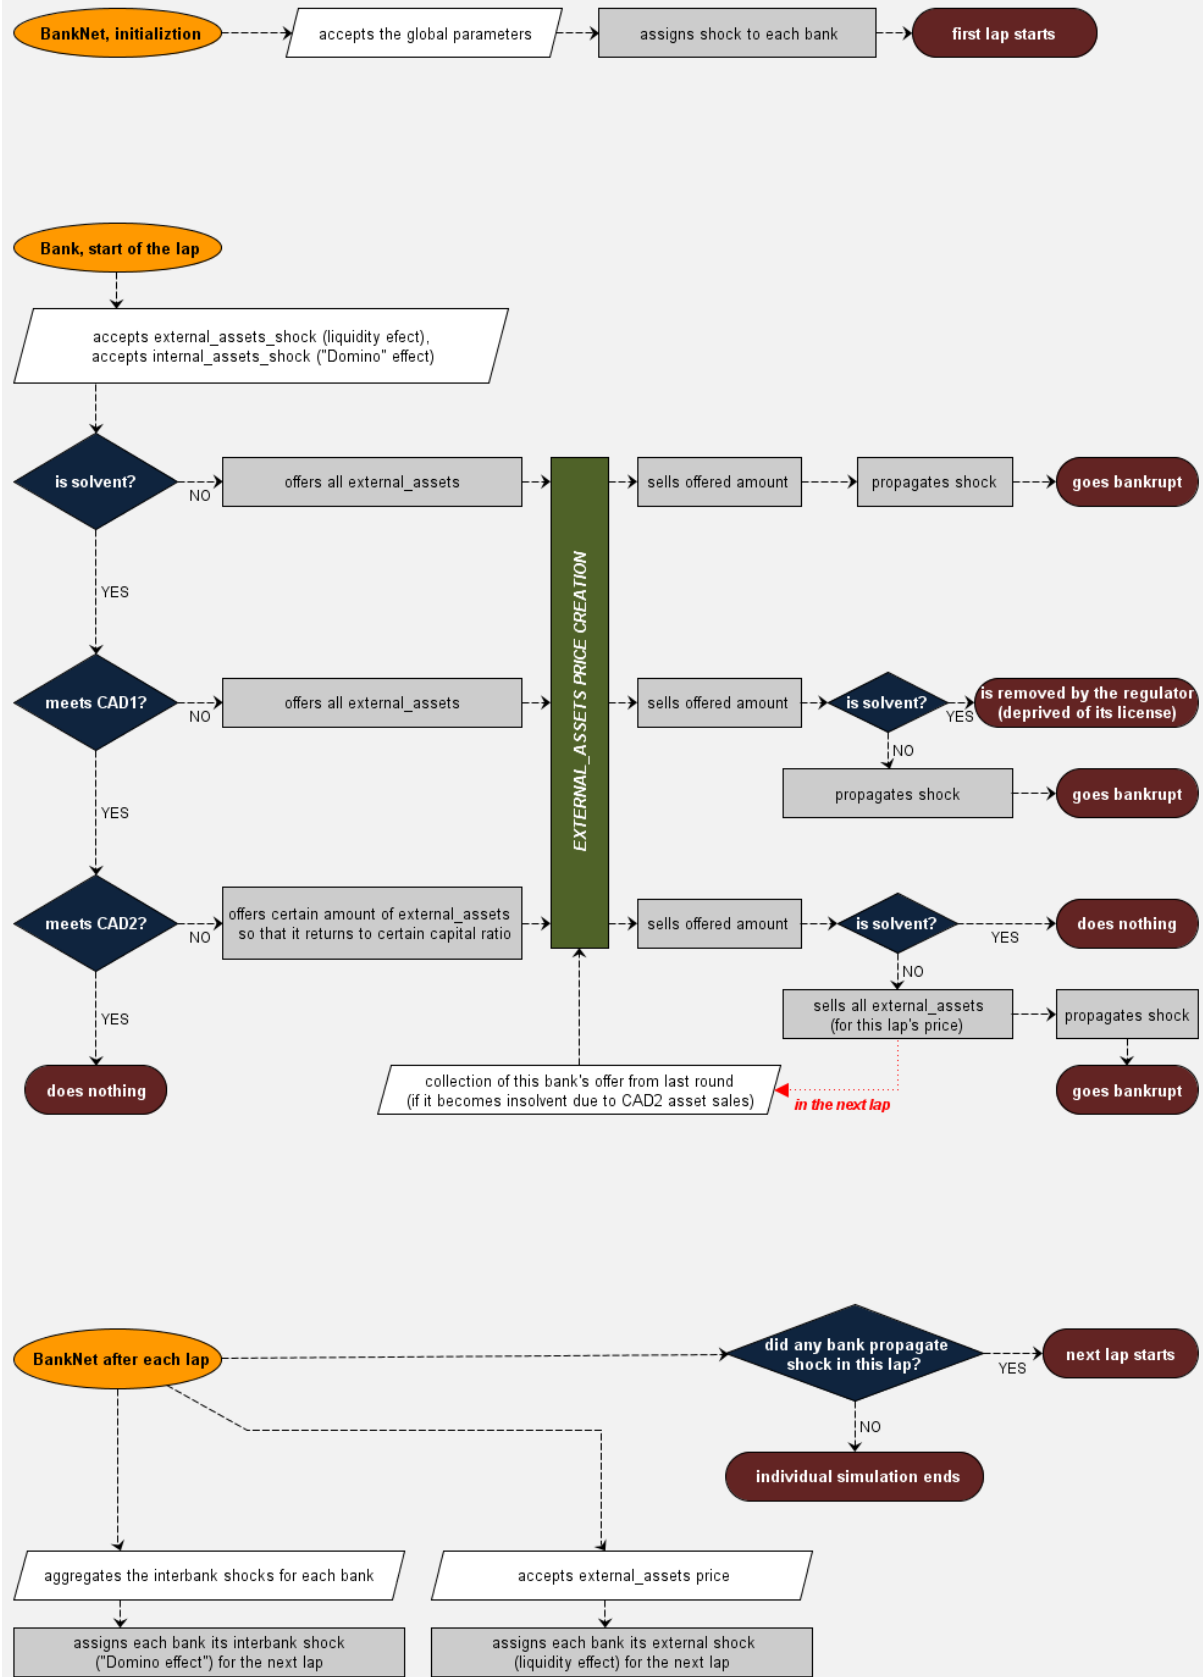 BankNet, initializtion
accepts the global parameters
assigns shock to each bank
first lap starts
Bank, start of the lap
accepts external_assets_shock (liquidity efect),
accepts internal_assets_shock ("Domino" effect)
is solvent?
NO
offers all external_assets
sells offered amount
propagates shock
goes bankrupt
YES
EXTERNAL_ASSETS PRICE CREATION
meets CAD1?
NO
offers all external_assets
sells offered amount
is solvent?
YES
is removed by the regulator
(deprived of its license)
NO
propagates shock
goes bankrupt
YES
meets CAD2?
NO
offers certain amount of external_assets
so that it returns to certain capital ratio
sells offered amount
is solvent?
YES
does nothing
NO
sells all external_assets
(for this lap's price)
propagates shock
YES
does nothing
collection of this bank's offer from last round
(if it becomes insolvent due to CAD2 asset sales)
in the next lap
goes bankrupt
BankNet after each lap
did any bank propagate
shock in this lap?
YES
next lap starts
NO
individual simulation ends
aggregates the interbank shocks for each bank
accepts external_assets price
assigns each bank its interbank shock
("Domino effect") for the next lap
assigns each bank its external shock
(liquidity effect) for the next lap